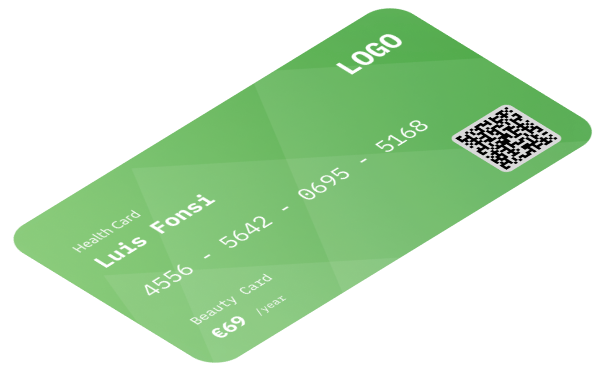 LOGO
Health Card
Luis Fonsi
4556 - 5642 - 0695 - 5168
Beauty Card
€69 /year